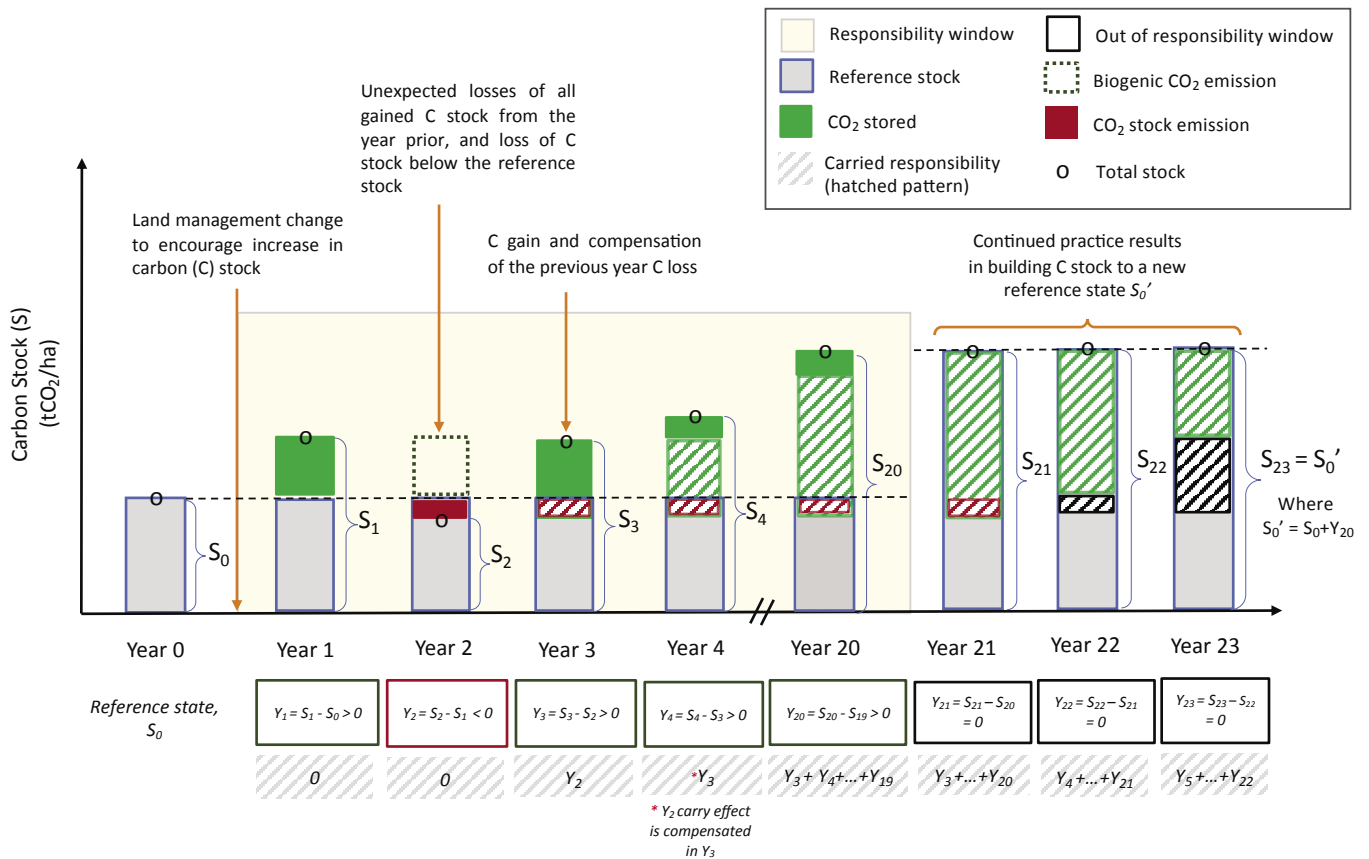 Responsibility window
Reference stock
CO₂ stored
Carried responsibility
(hatched pattern)
Out of responsibility window
Biogenic CO₂ emission
CO₂ stock emission
o Total stock
Unexpected losses of all
gained C stock from the
year prior, and loss of C
stock below the reference
stock
Land management change
to encourage increase in
carbon (C) stock
C gain and compensation
of the previous year C loss
Continued practice results
in building C stock to a new
reference state S₀’
Carbon Stock (S)
(tCO₂/ha)
o
S₀
o
S₁
o
S₂
o
S₃
o
S₄
o
S₂₀
o
S₂₁
o
S₂₂
o
S₂₃ = S₀’
Where
S₀’ = S₀+Y₂₀
Year 0 Year 1 Year 2 Year 3 Year 4 Year 20 Year 21 Year 22 Year 23
Reference state,
S₀
Y₁ = S₁ - S₀ > 0
Y₂ = S₂ - S₁ < 0
Y₃ = S₃ - S₂ > 0
Y₄ = S₄ - S₃ > 0
Y₂₀ = S₂₀ - S₁₉ > 0
Y₂₁ = S₂₁ – S₂₀
= 0
Y₂₂ = S₂₂ – S₂₁
= 0
Y₂₃ = S₂₃ – S₂₂
= 0
0
0
Y₂
*Y₃
Y₃ + Y₄+...+Y₁₉
Y₃ +...+Y₂₀
Y₄ +...+Y₂₁
Y₅ +...+Y₂₂
* Y₂ carry effect
is compensated
in Y₃